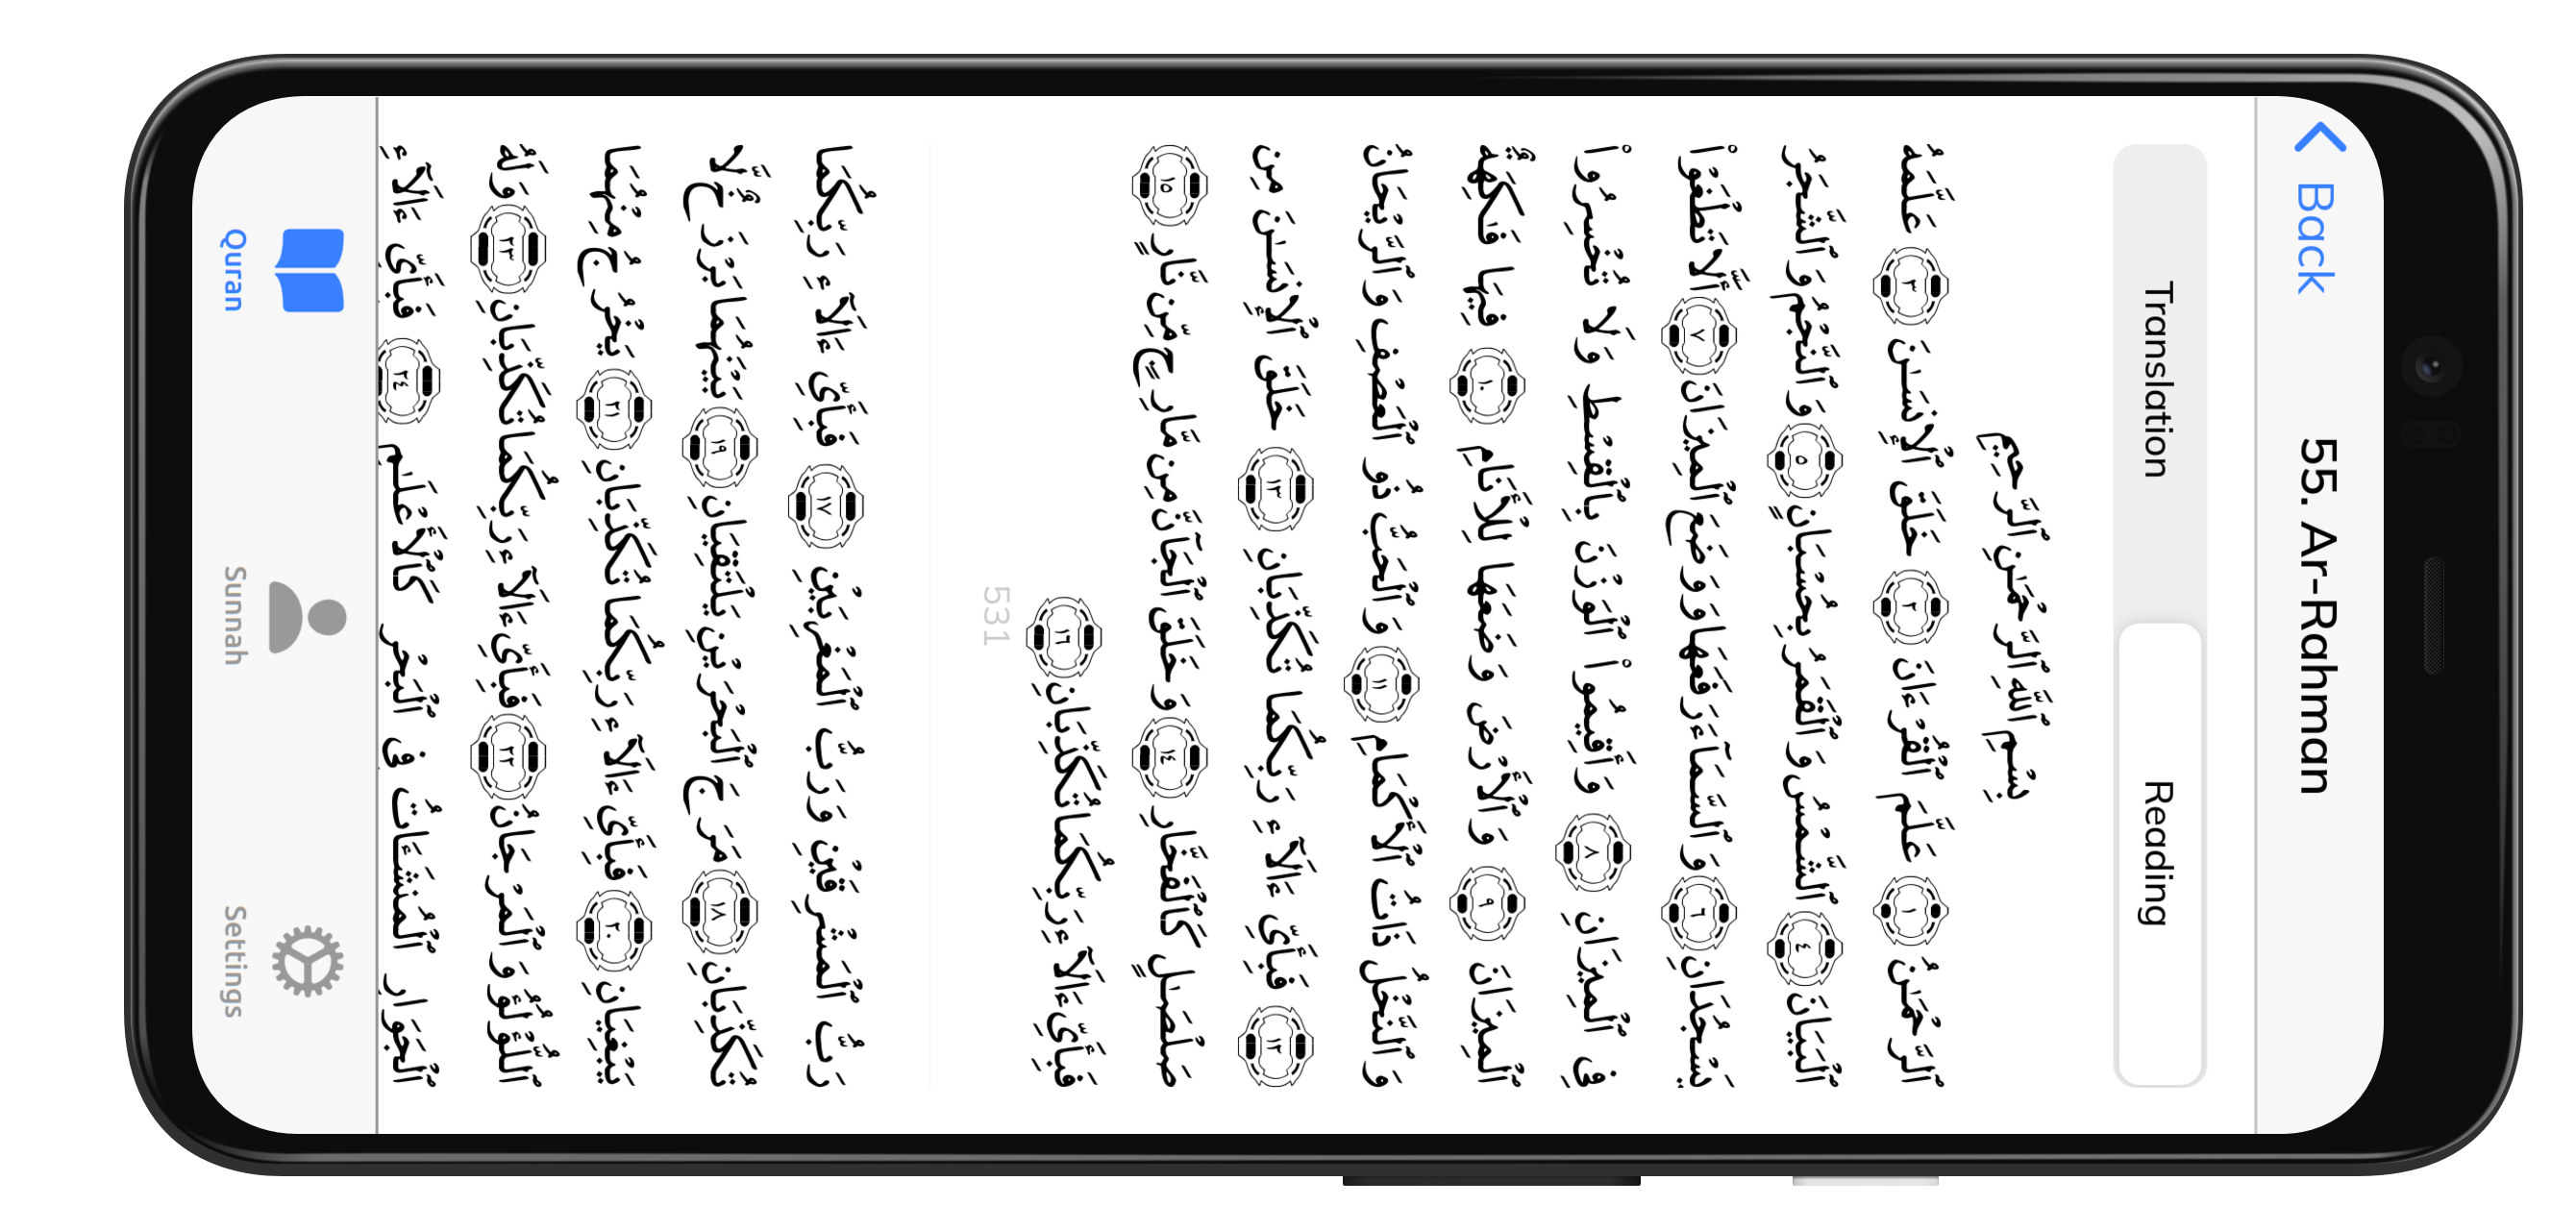 Back
55. Ar-Rahman
Translation
Reading
بِسْمِ ٱللَّهِ ٱلرَّحْمَـٰنِ ٱلرَّحِيمِ
ٱلرَّحْمَـٰنُ ١ عَلَّمَ ٱلْقُرْءَانَ ٢ خَلَقَ ٱلْإِنسَـٰنَ ٣ عَلَّمَهُ
ٱلْبَيَانَ ٤ ٱلشَّمْسُ وَٱلْقَمَرُ بِحُسْبَانٍ ٥ وَٱلنَّجْمُ وَٱلشَّجَرُ
يَسْجُدَانِ ٦ وَٱلسَّمَآءَ رَفَعَهَا وَوَضَعَ ٱلْمِيزَانَ ٧ أَلَّا تَطْغَوْا۟
فِى ٱلْمِيزَانِ ٨ وَأَقِيمُوا۟ ٱلْوَزْنَ بِٱلْقِسْطِ وَلَا تُخْسِرُوا۟
ٱلْمِيزَانَ ٩ وَٱلْأَرْضَ وَضَعَهَا لِلْأَنَامِ ١٠ فِيهَا فَـٰكِهَةٌ
وَٱلنَّخْلُ ذَاتُ ٱلْأَكْمَامِ ١١ وَٱلْحَبُّ ذُو ٱلْعَصْفِ وَٱلرَّيْحَانُ
١٢ فَبِأَىِّ ءَالَآءِ رَبِّكُمَا تُكَذِّبَانِ ١٣ خَلَقَ ٱلْإِنسَـٰنَ مِن
صَلْصَـٰلٍ كَٱلْفَخَّارِ ١٤ وَخَلَقَ ٱلْجَآنَّ مِن مَّارِجٍ مِّن نَّارٍ ١٥
فَبِأَىِّ ءَالَآءِ رَبِّكُمَا تُكَذِّبَانِ ١٦
531
رَبُّ ٱلْمَشْرِقَيْنِ وَرَبُّ ٱلْمَغْرِبَيْنِ ١٧ فَبِأَىِّ ءَالَآءِ رَبِّكُمَا
تُكَذِّبَانِ ١٨ مَرَجَ ٱلْبَحْرَيْنِ يَلْتَقِيَانِ ١٩ بَيْنَهُمَا بَرْزَخٌ لَّا
يَبْغِيَانِ ٢٠ فَبِأَىِّ ءَالَآءِ رَبِّكُمَا تُكَذِّبَانِ ٢١ يَخْرُجُ مِنْهُمَا
ٱللُّؤْلُؤُ وَٱلْمَرْجَانُ ٢٢ فَبِأَىِّ ءَالَآءِ رَبِّكُمَا تُكَذِّبَانِ ٢٣ وَلَهُ
ٱلْجَوَارِ ٱلْمُنشَـَٔاتُ فِى ٱلْبَحْرِ كَٱلْأَعْلَـٰمِ ٢٤ فَبِأَىِّ ءَالَآءِ
Quran
Sunnah
Settings